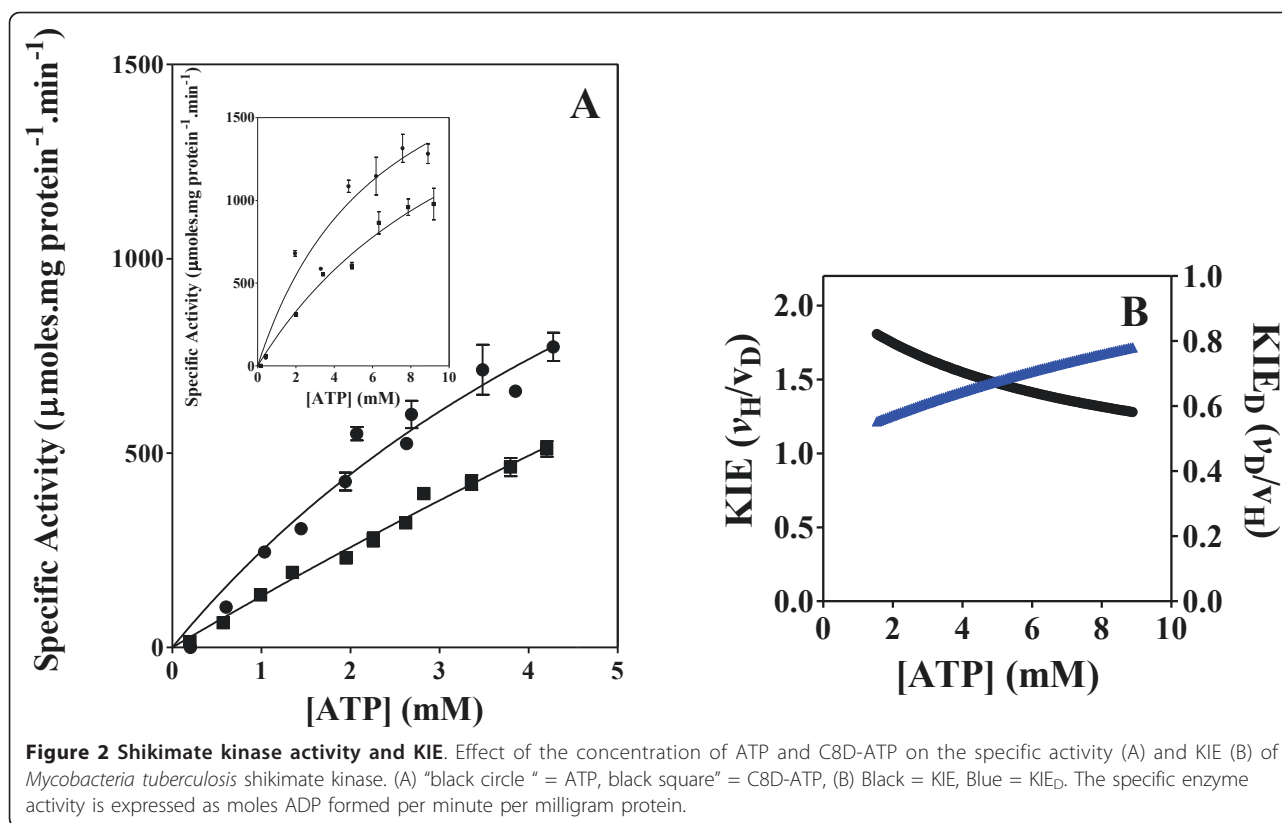 A
Specific Activity (μmoles.mg protein⁻¹.min⁻¹)
1500
1000
500
0
0 1 2 3 4 5
[ATP] (mM)
Specific Activity (μmoles.mg protein⁻¹.min⁻¹)
1500
1000
500
0
0 2 4 6 8 10
[ATP] (mM)
B
KIE (v_H/v_D)
2.0
1.5
1.0
0.5
0.0
KIE_D (v_D/v_H)
1.0
0.8
0.6
0.4
0.2
0.0
0 2 4 6 8 10
[ATP] (mM)
Figure 2 Shikimate kinase activity and KIE. Effect of the concentration of ATP and C8D-ATP on the specific activity (A) and KIE (B) of
Mycobacteria tuberculosis shikimate kinase. (A) "black circle " = ATP, black square" = C8D-ATP, (B) Black = KIE, Blue = KIE_D. The specific enzyme
activity is expressed as moles ADP formed per minute per milligram protein.